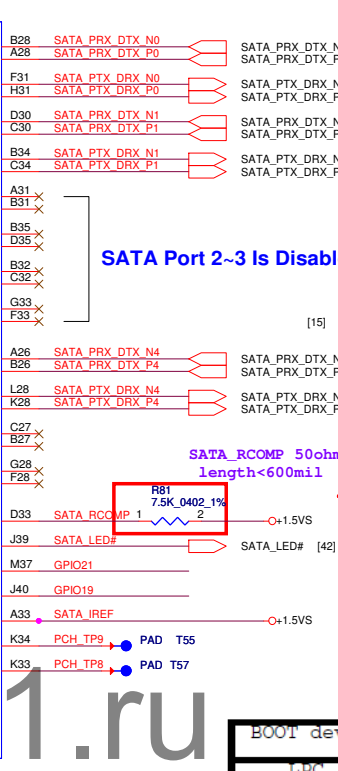 B28 SATA_PRX_DTX_N0 SATA_PRX_DTX_N
A28 SATA_PRX_DTX_P0 SATA_PRX_DTX_P
F31 SATA_PTX_DRX_N0 SATA_PTX_DRX_N
H31 SATA_PTX_DRX_P0 SATA_PTX_DRX_P
D30 SATA_PRX_DTX_N1 SATA_PRX_DTX_N
C30 SATA_PRX_DTX_P1 SATA_PRX_DTX_P
B34 SATA_PTX_DRX_N1 SATA_PTX_DRX_N
C34 SATA_PTX_DRX_P1 SATA_PTX_DRX_P
A31
B31
B35
D35
SATA Port 2~3 Is Disabl
B32
C32
G33
F33
[15]
A26 SATA_PRX_DTX_N4 SATA_PRX_DTX_N
B26 SATA_PRX_DTX_P4 SATA_PRX_DTX_P
L28 SATA_PTX_DRX_N4 SATA_PTX_DRX_N
K28 SATA_PTX_DRX_P4 SATA_PTX_DRX_P
C27
B27
SATA_RCOMP 50ohm
length<600mil
G28
F28
R81
7.5K_0402_1%
D33 SATA_RCOMP 1 2 +1.5VS
J39 SATA_LED# SATA_LED# [42]
M37 GPIO21
J40 GPIO19
A33 SATA_IREF +1.5VS
K34 PCH_TP9 PAD T55
K33 PCH_TP8 PAD T57
1.ru
BOOT dev
LPC